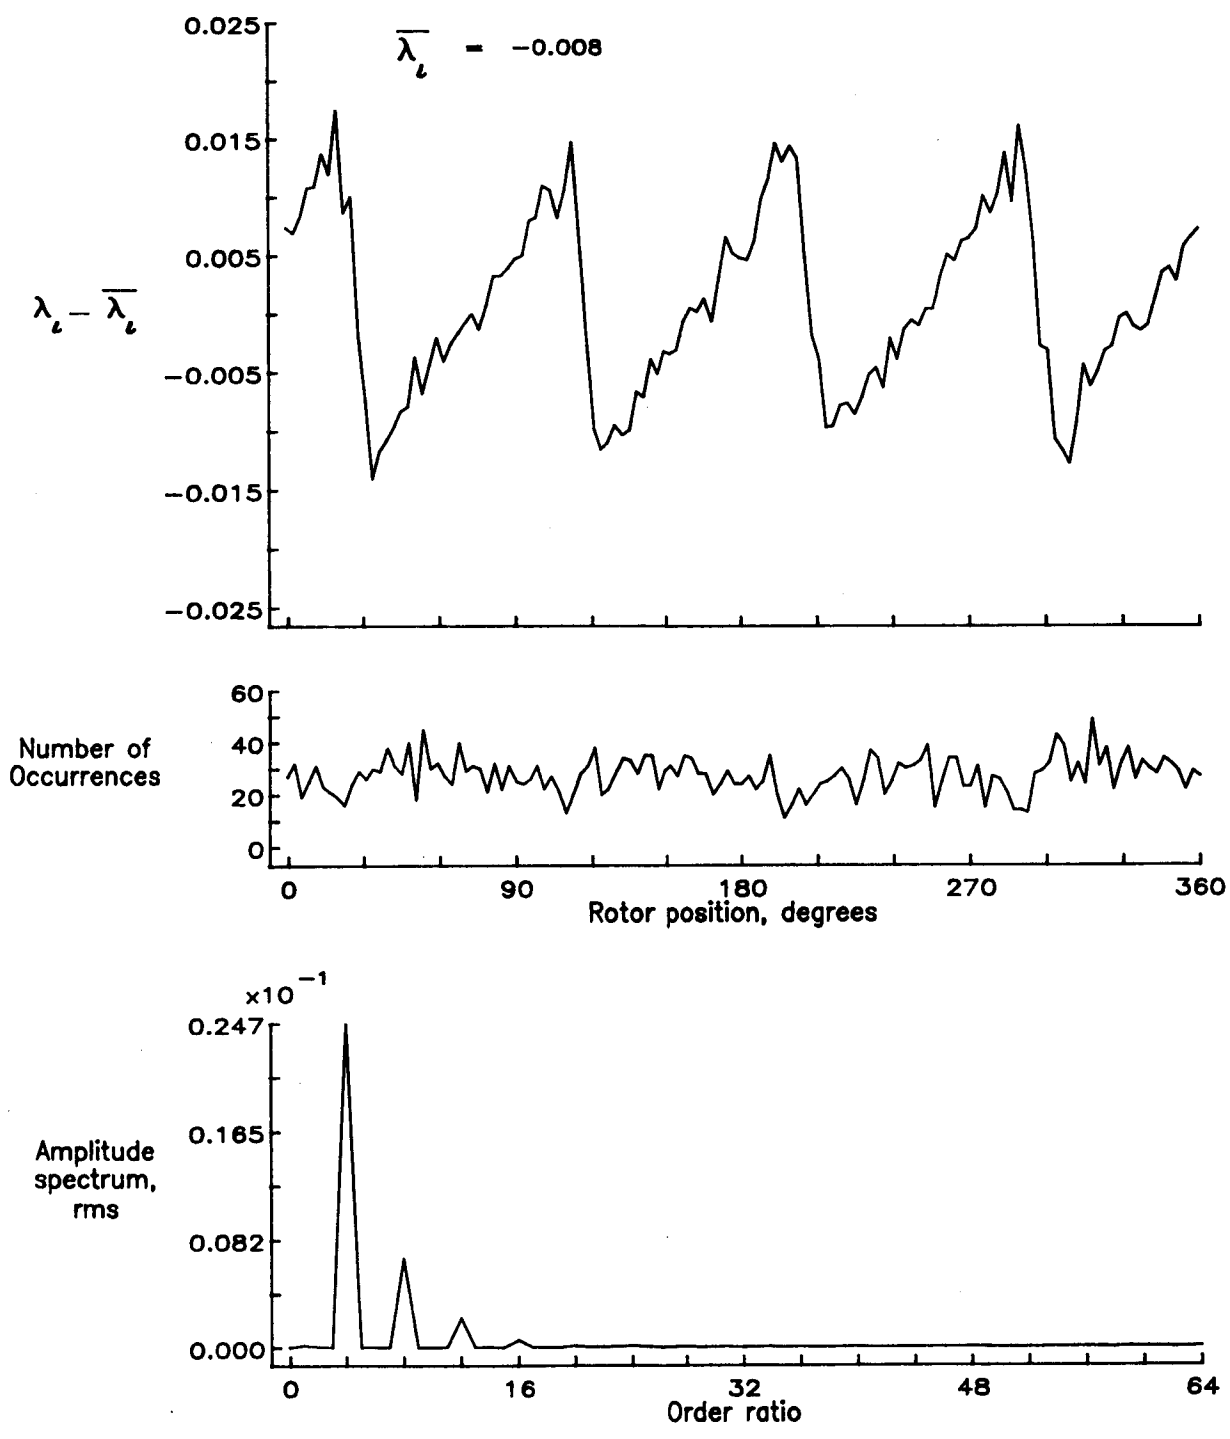 0.025
λ̅ι = −0.008
0.015
0.005
λι − λ̅ι
−0.005
−0.015
−0.025
60
Number of
Occurrences
40
20
0
0 90 180 270 360
Rotor position, degrees
×10 −1
0.247
0.165
Amplitude
spectrum,
rms
0.082
0.000
0 16 32 48 64
Order ratio